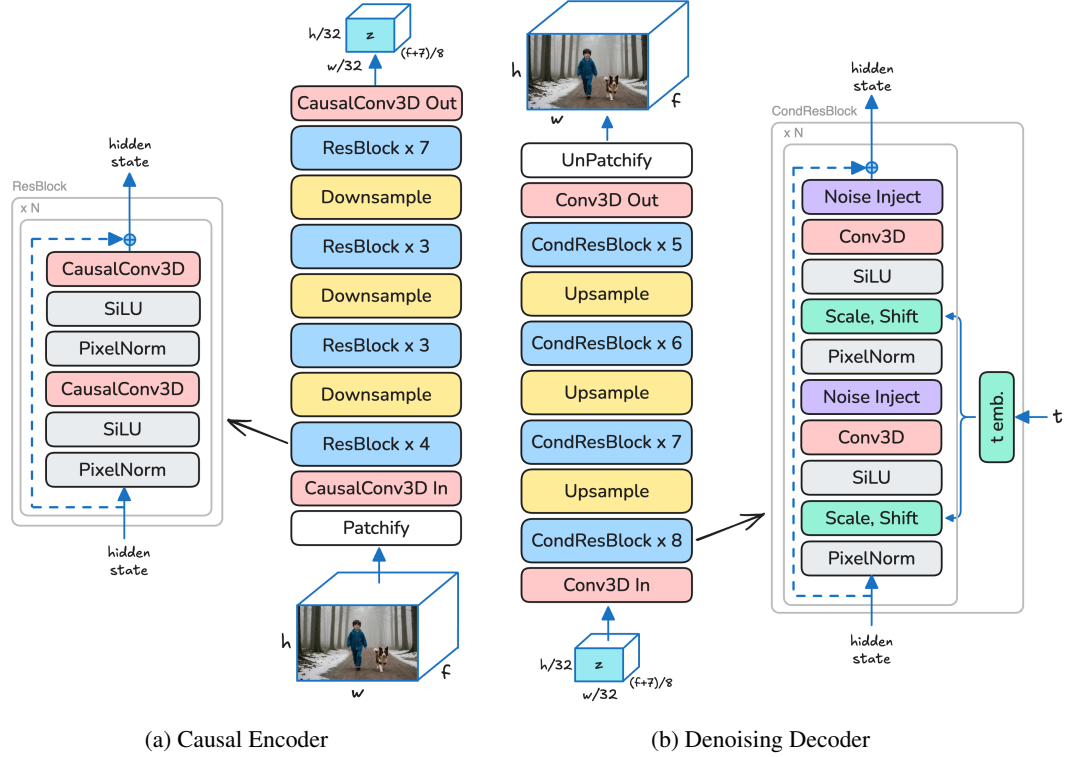 ResBlock
x N
hidden
state
CausalConv3D
SiLU
PixelNorm
CausalConv3D
SiLU
PixelNorm
hidden
state
h/32
z
(f+7)/8
w/32
CausalConv3D Out
ResBlock x 7
Downsample
ResBlock x 3
Downsample
ResBlock x 3
Downsample
ResBlock x 4
CausalConv3D In
Patchify
h
w
f
(a) Causal Encoder
h
w
f
UnPatchify
Conv3D Out
CondResBlock x 5
Upsample
CondResBlock x 6
Upsample
CondResBlock x 7
Upsample
CondResBlock x 8
Conv3D In
h/32
z
w/32
(f+7)/8
hidden
state
CondResBlock
x N
Noise Inject
Conv3D
SiLU
Scale, Shift
PixelNorm
Noise Inject
Conv3D
SiLU
Scale, Shift
PixelNorm
t emb.
t
hidden
state
(b) Denoising Decoder